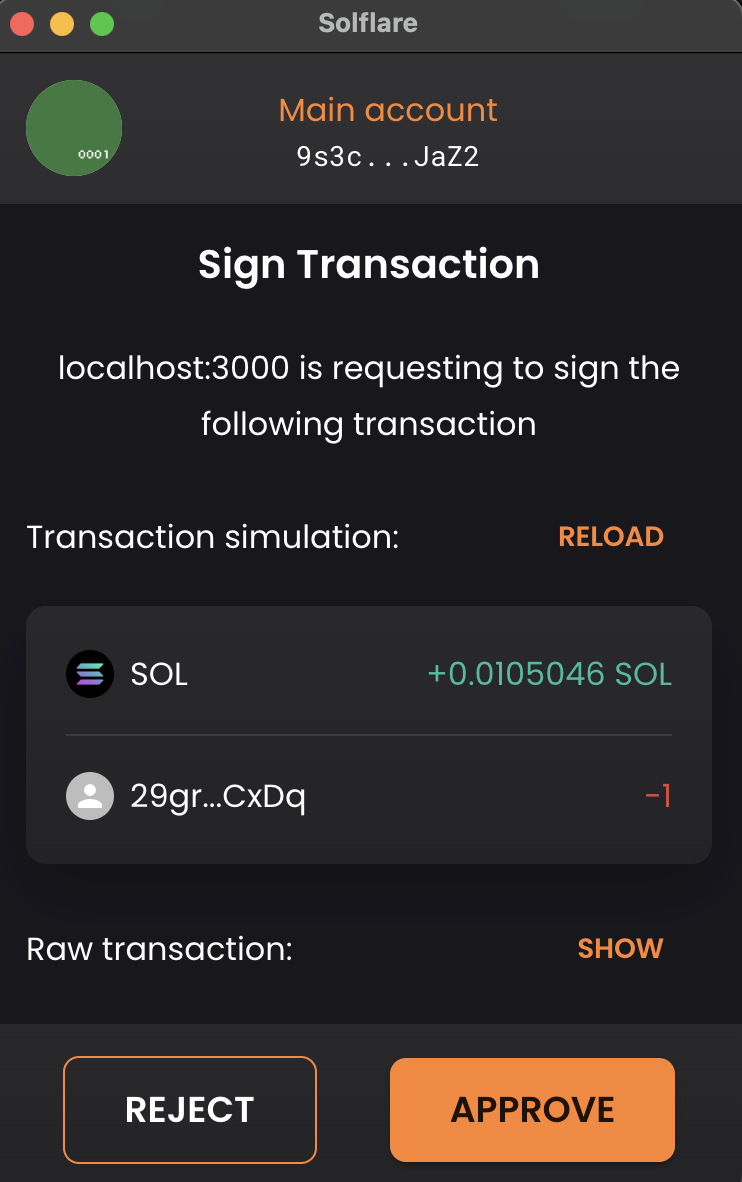 Solflare
Main account
9s3c...JaZ2
0001
Sign Transaction
localhost:3000 is requesting to sign the
following transaction
Transaction simulation:
RELOAD
SOL
+0.0105046 SOL
29gr...CxDq
-1
Raw transaction:
SHOW
REJECT
APPROVE